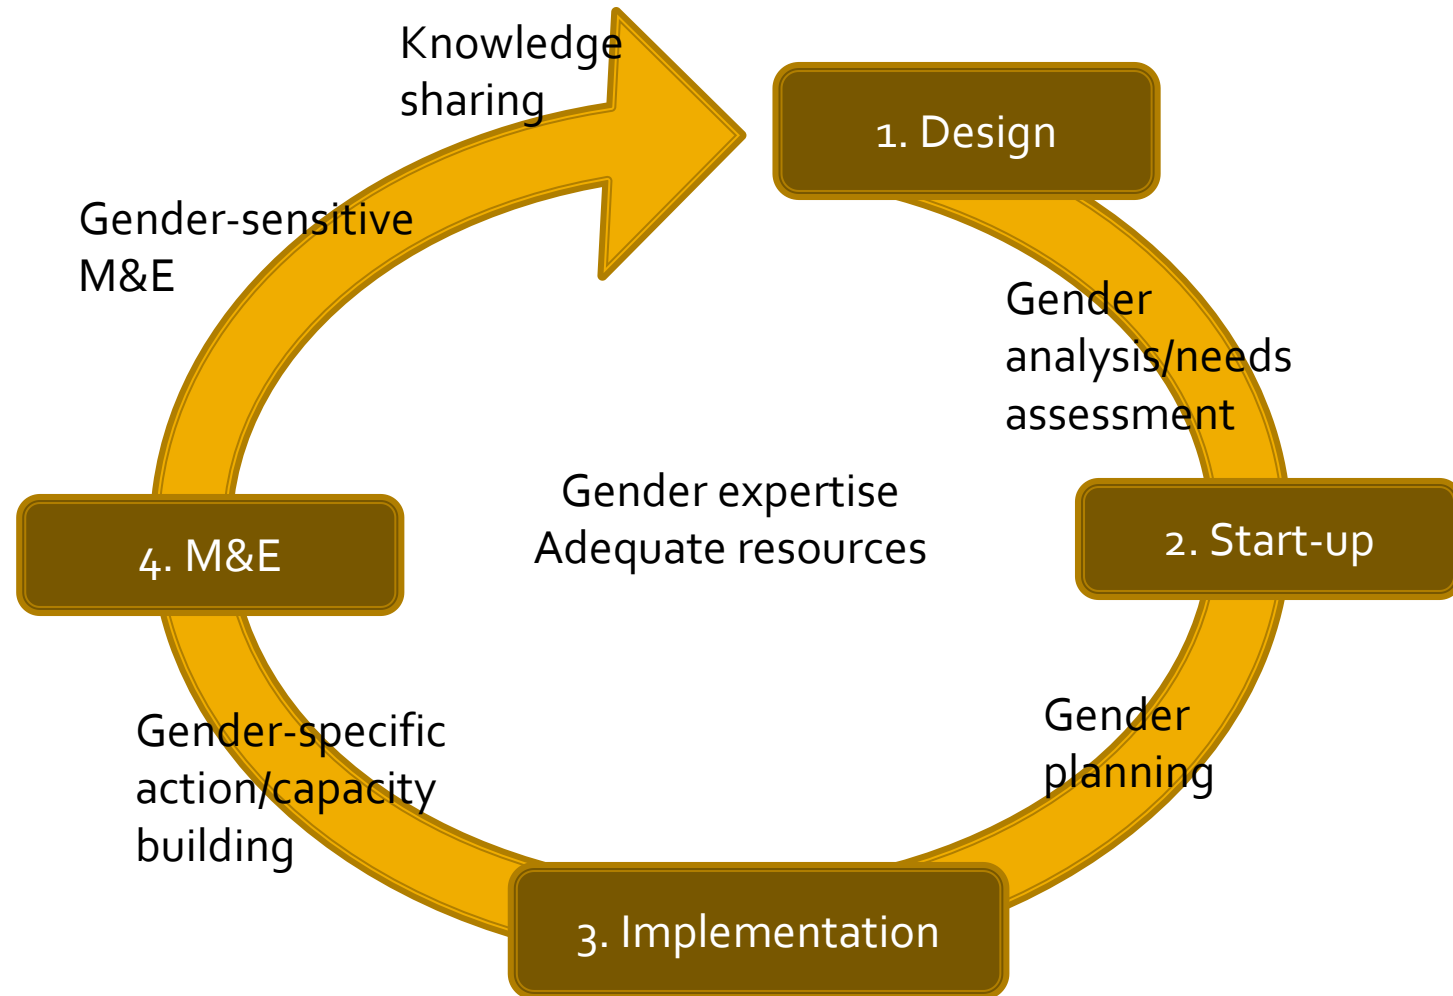 Knowledge
sharing
1. Design
Gender-sensitive
M&E
Gender
analysis/needs
assessment
Gender expertise
Adequate resources
4. M&E
2. Start-up
Gender-specific
action/capacity
building
Gender
planning
3. Implementation